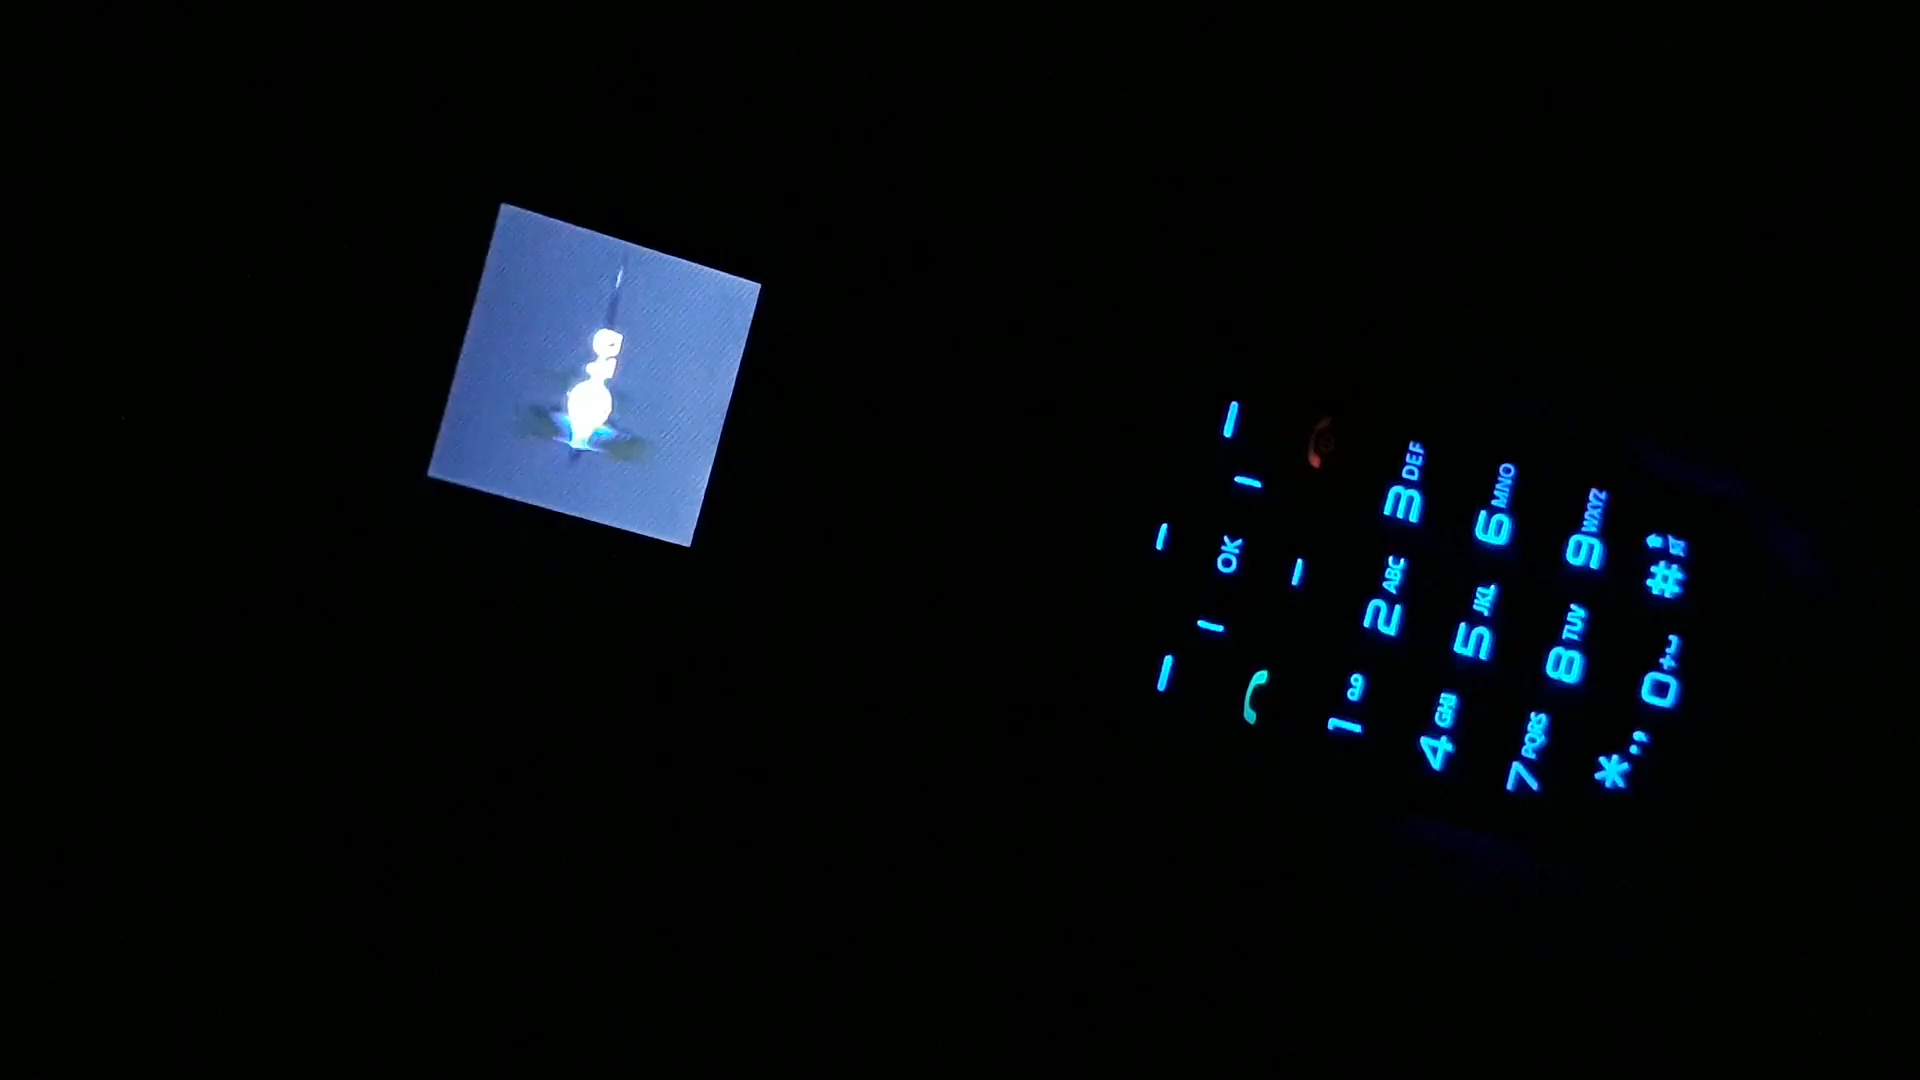 OK
1
2 ABC
3 DEF
4 GHI
5 JKL
6 MNO
7 PQRS
8 TUV
9 WXYZ
* . ,
0 +
#